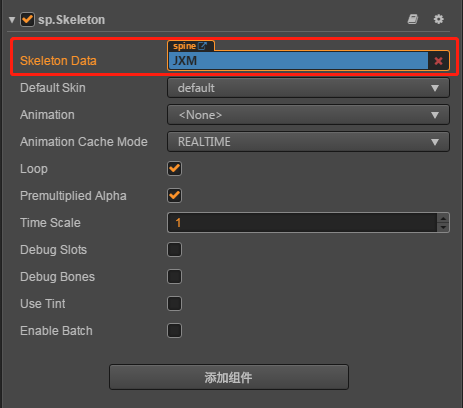 sp.Skeleton
spine
Skeleton Data JXM
Default Skin default
Animation <None>
Animation Cache Mode REALTIME
Loop
Premultiplied Alpha
Time Scale 1
Debug Slots
Debug Bones
Use Tint
Enable Batch
添加组件